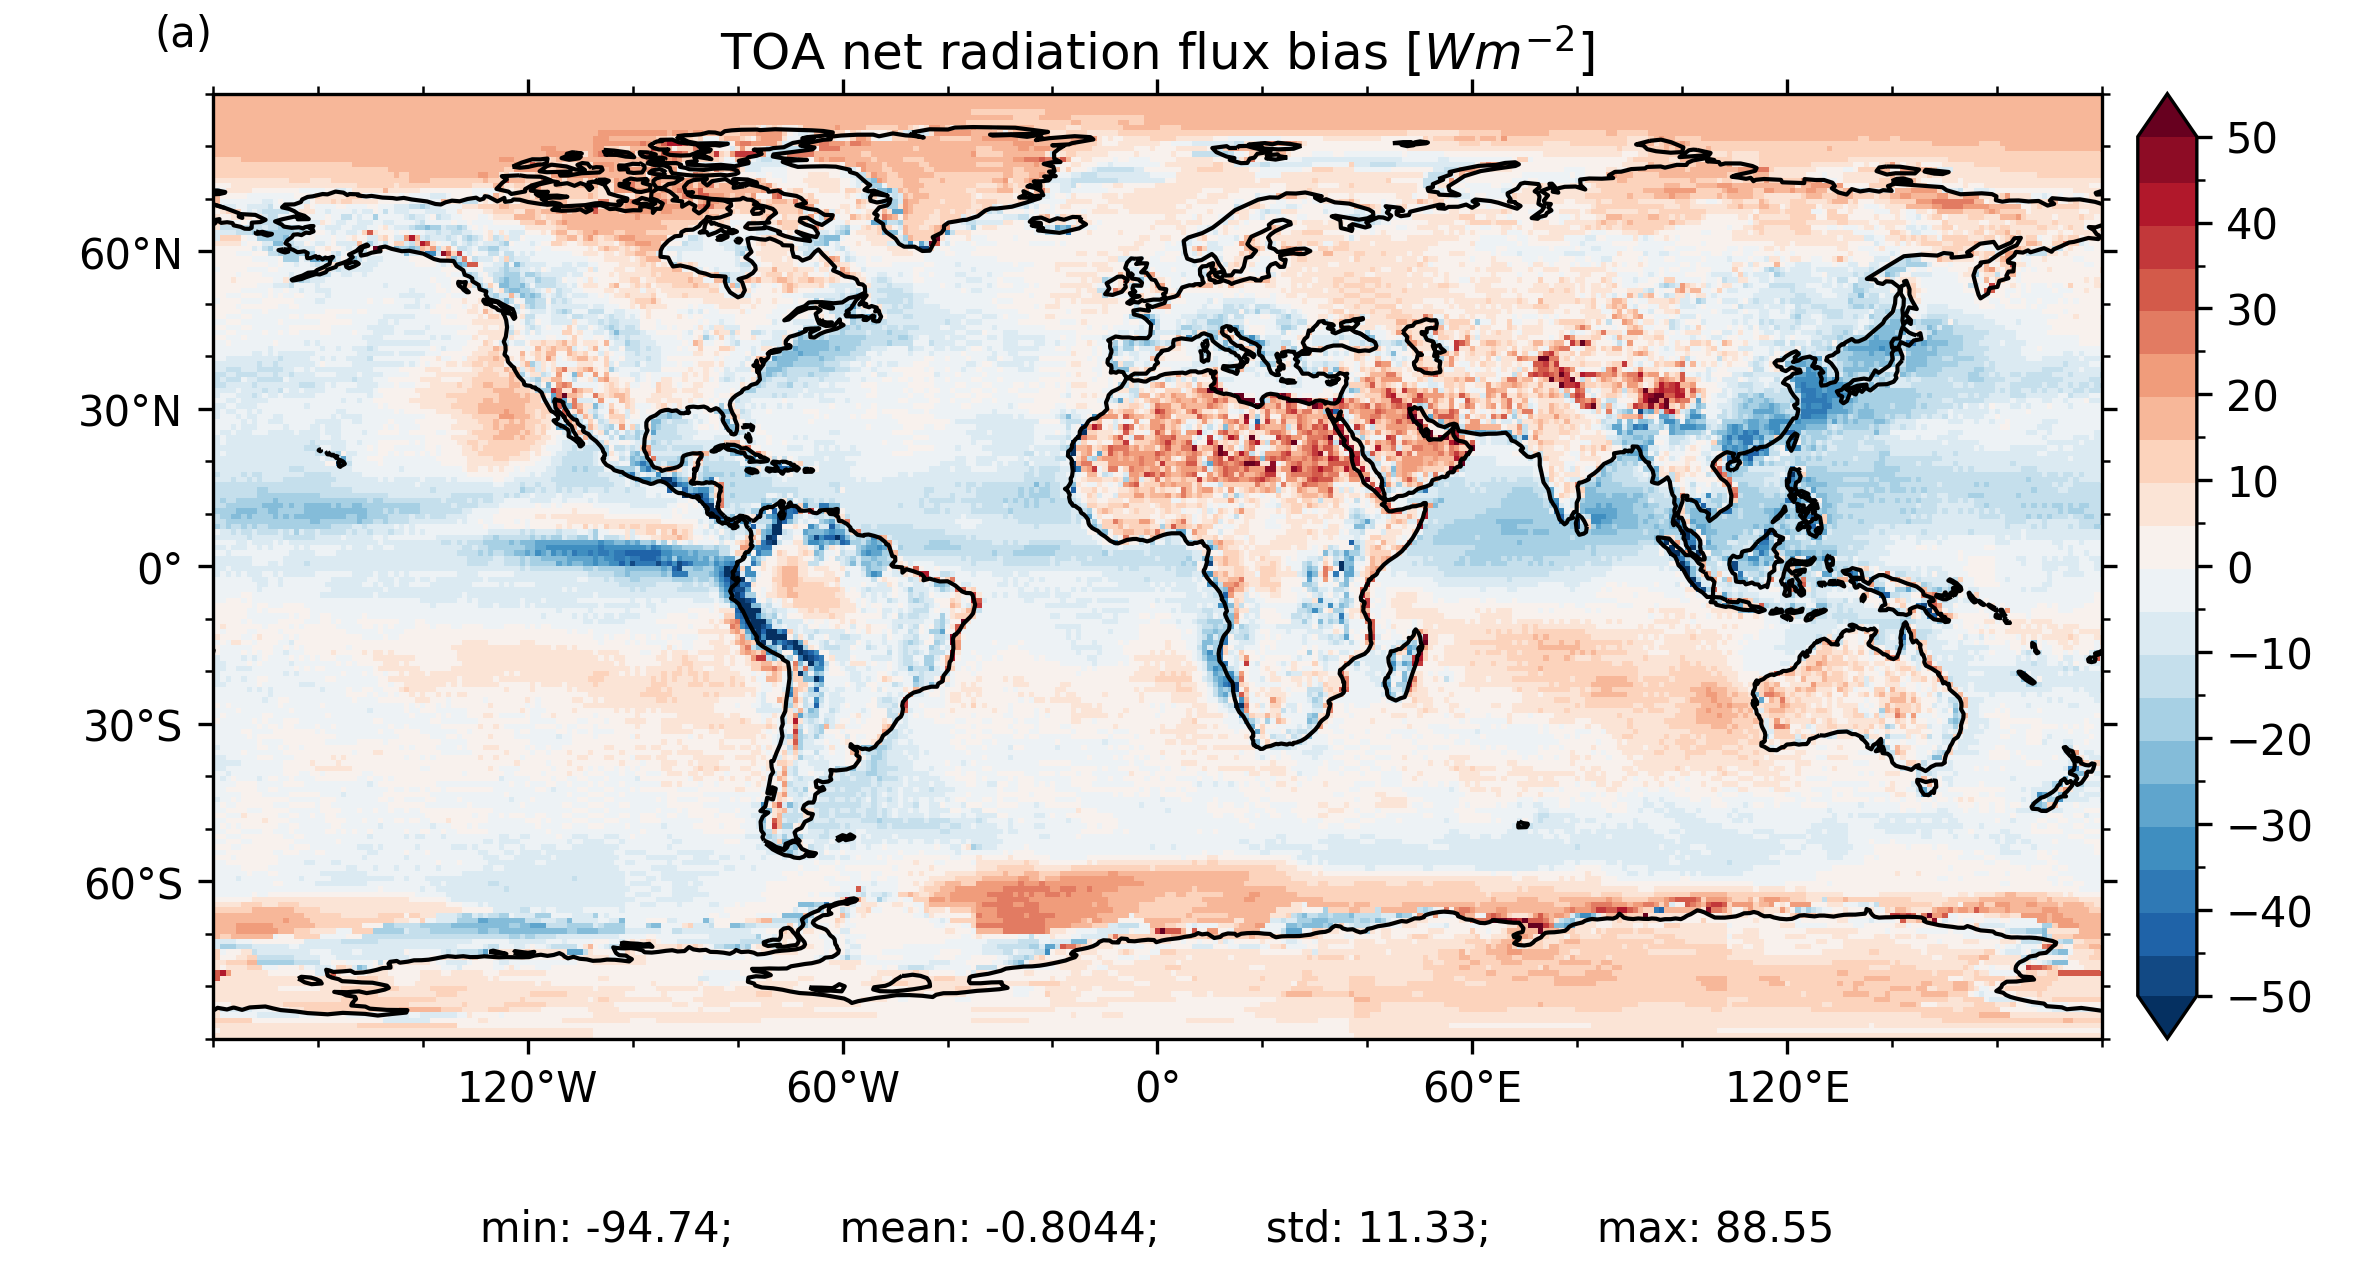 (a)
TOA net radiation flux bias [Wm⁻²]
60°N
30°N
0°
30°S
60°S
120°W 60°W 0° 60°E 120°E
50
40
30
20
10
0
−10
−20
−30
−40
−50
min: -94.74; mean: -0.8044; std: 11.33; max: 88.55